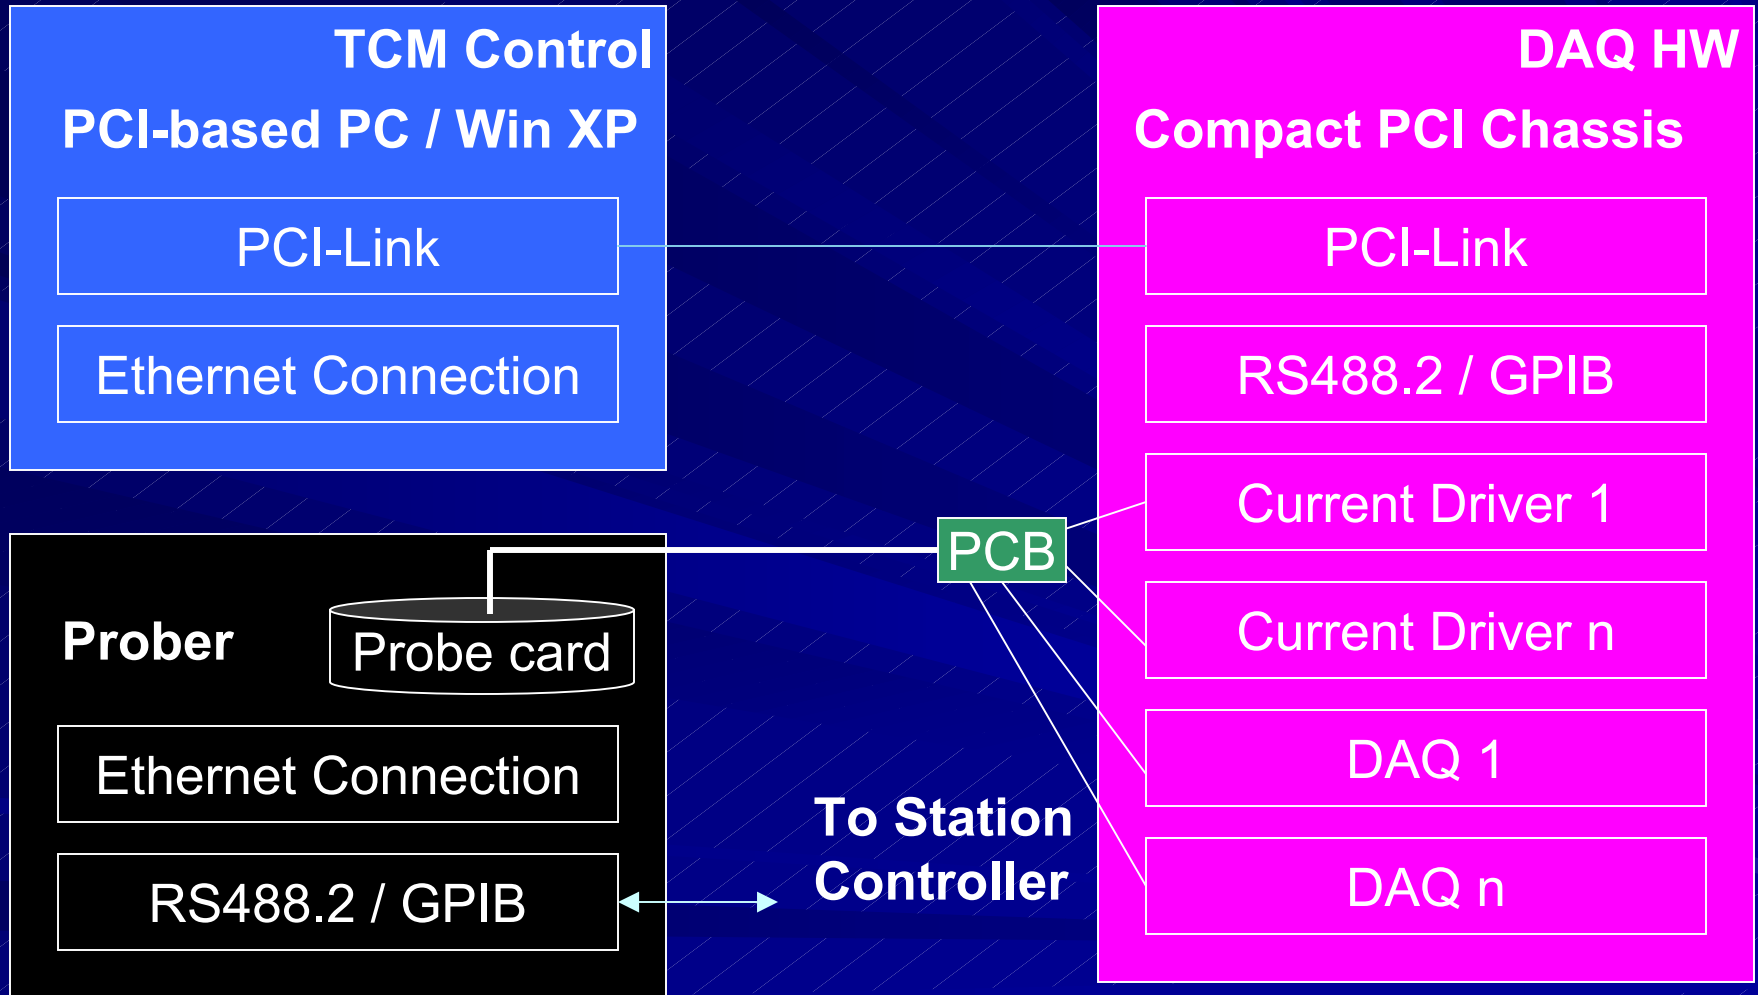 TCM Control
PCI-based PC / Win XP
PCI-Link
Ethernet Connection
DAQ HW
Compact PCI Chassis
PCI-Link
RS488.2 / GPIB
Current Driver 1
Current Driver n
DAQ 1
DAQ n
PCB
Prober
Probe card
Ethernet Connection
RS488.2 / GPIB
To Station
Controller